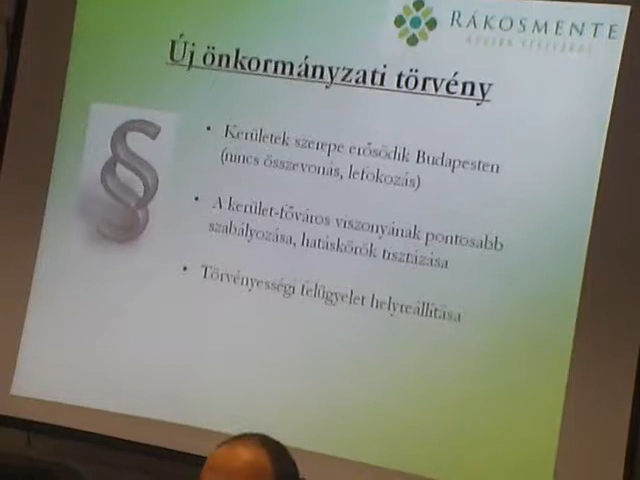 RÁKOSMENTE
Új önkormányzati törvény
• Kerületek szerepe erősödik Budapesten
(nincs összevonás, lefokozás)
• A kerület-főváros viszonyának pontosabb
szabályozása, hatáskörök tisztázása
• Törvényességi felügyelet helyreállítása